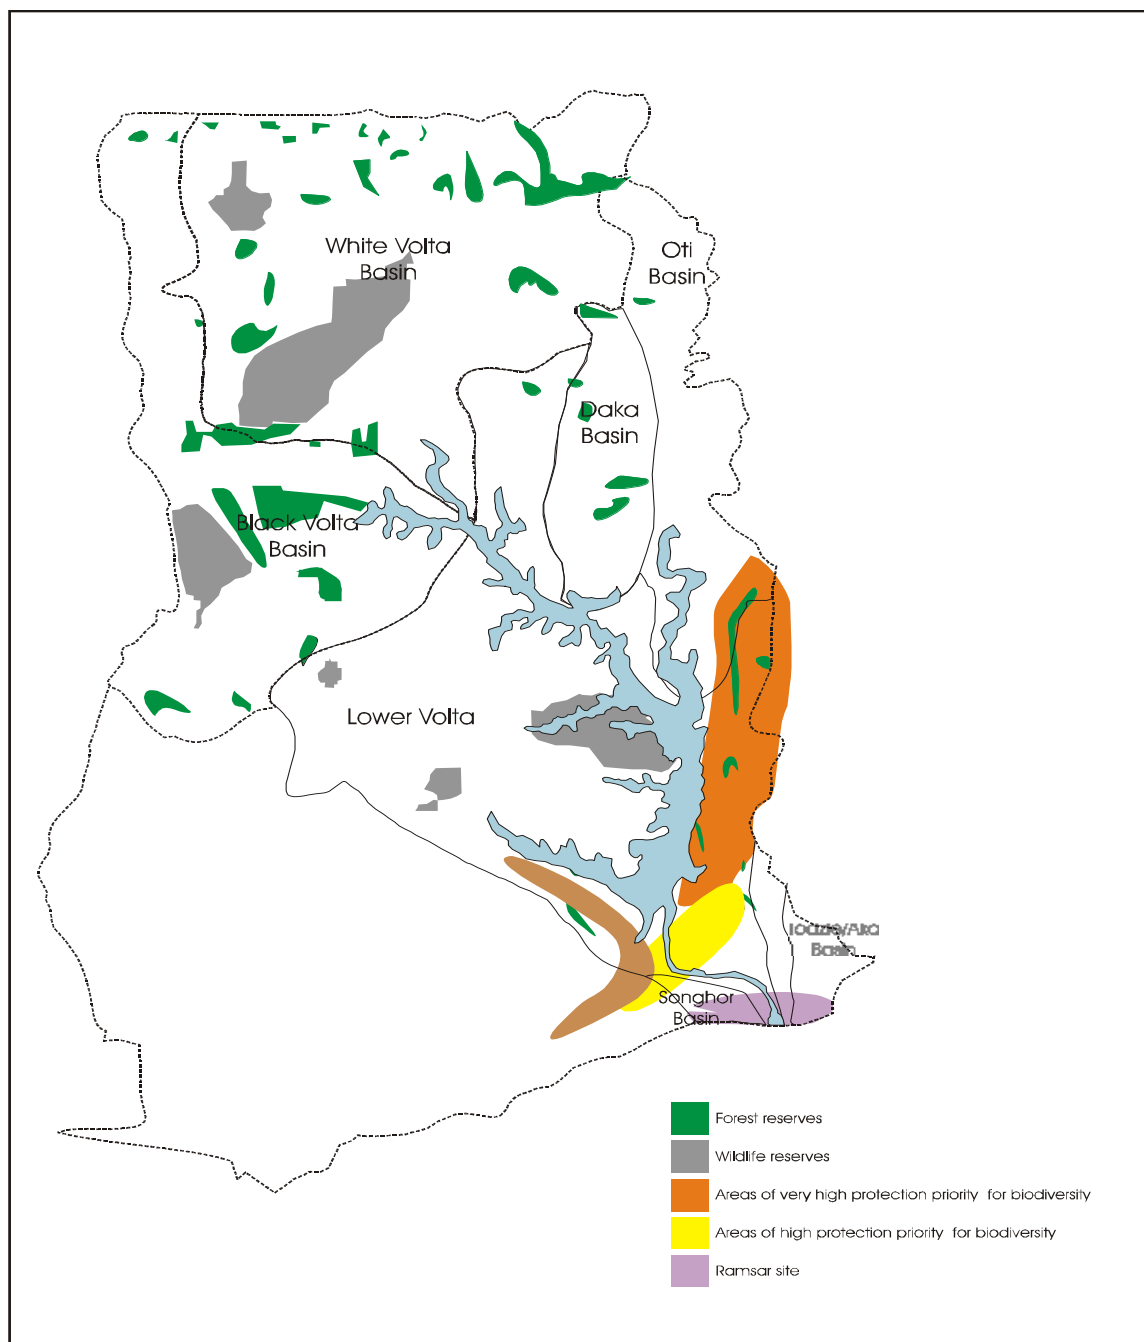 White Volta
Basin
Oti
Basin
Daka
Basin
Black Volta
Basin
Lower Volta
Basin
Songhor
Basin
Forest reserves
Wildlife reserves
Areas of very high protection priority for biodiversity
Areas of high protection priority for biodiversity
Ramsar site